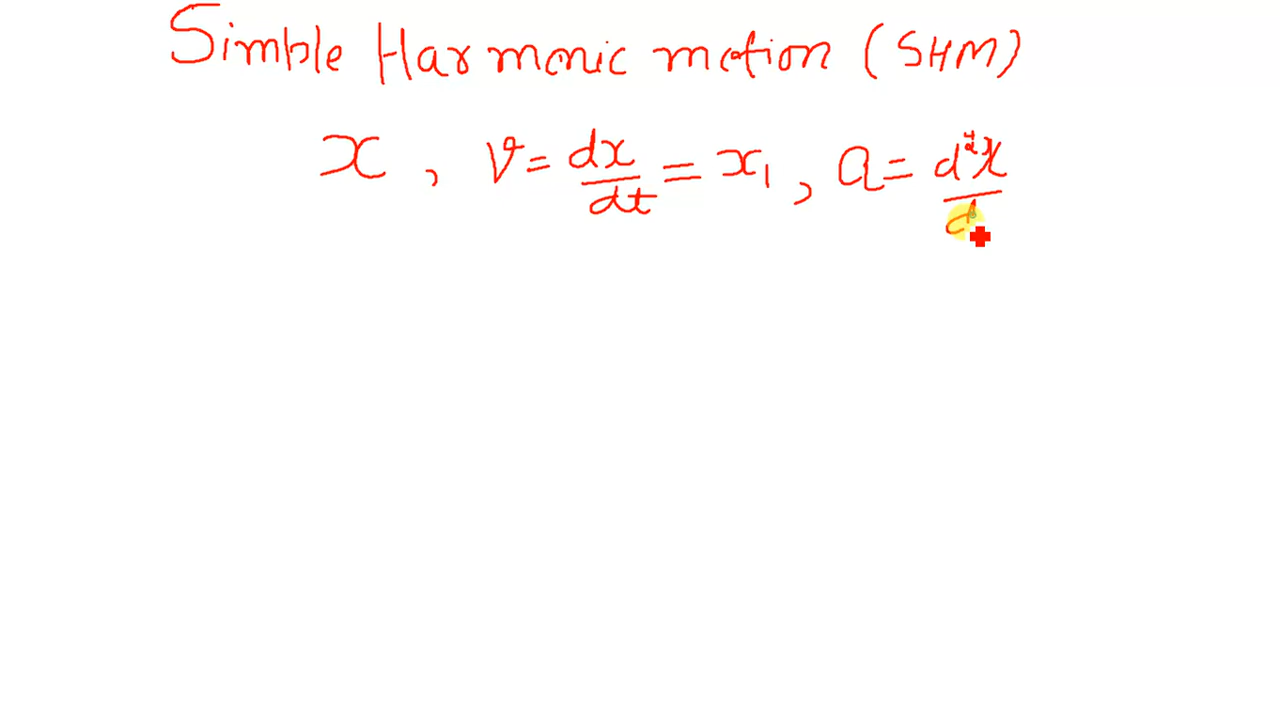 Simble Harmonic motion (SHM)
x , v = dx/dt = x₁ , a = d²x/d